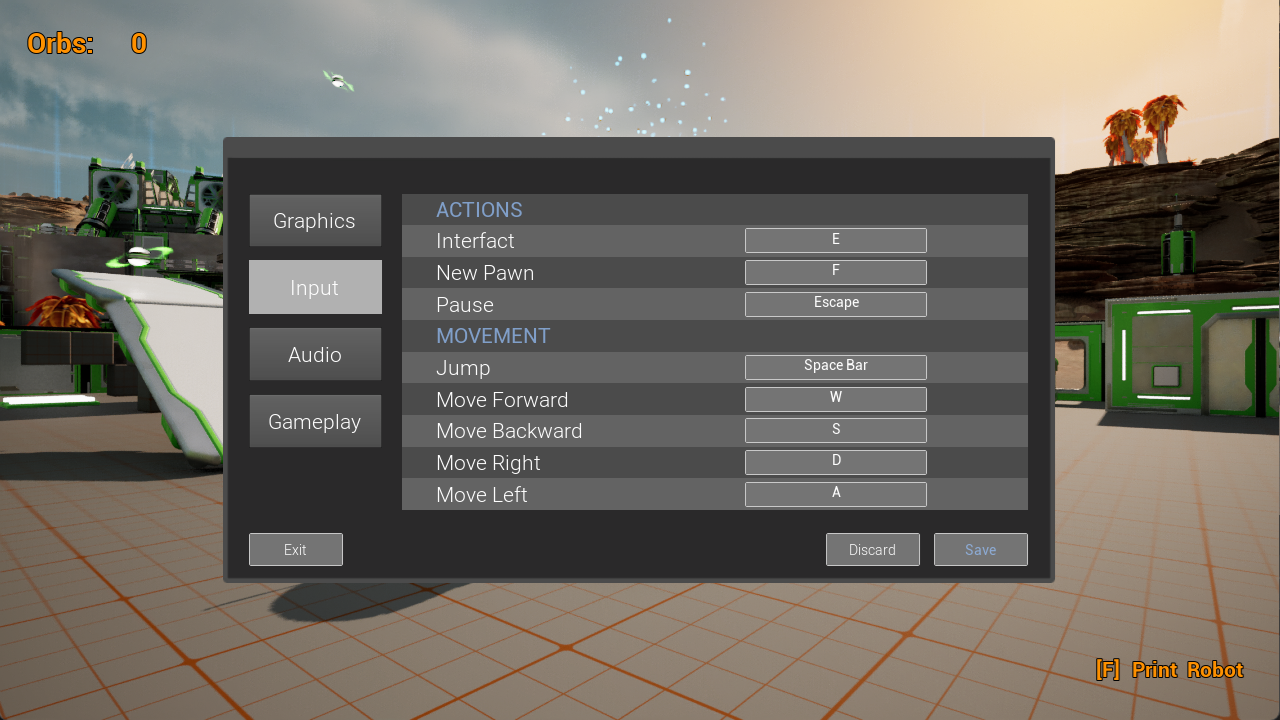 Orbs: 0
Graphics
Input
Audio
Gameplay
ACTIONS
Interfact E
New Pawn F
Pause Escape
MOVEMENT
Jump Space Bar
Move Forward W
Move Backward S
Move Right D
Move Left A
Exit
Discard
Save
[F] Print Robot